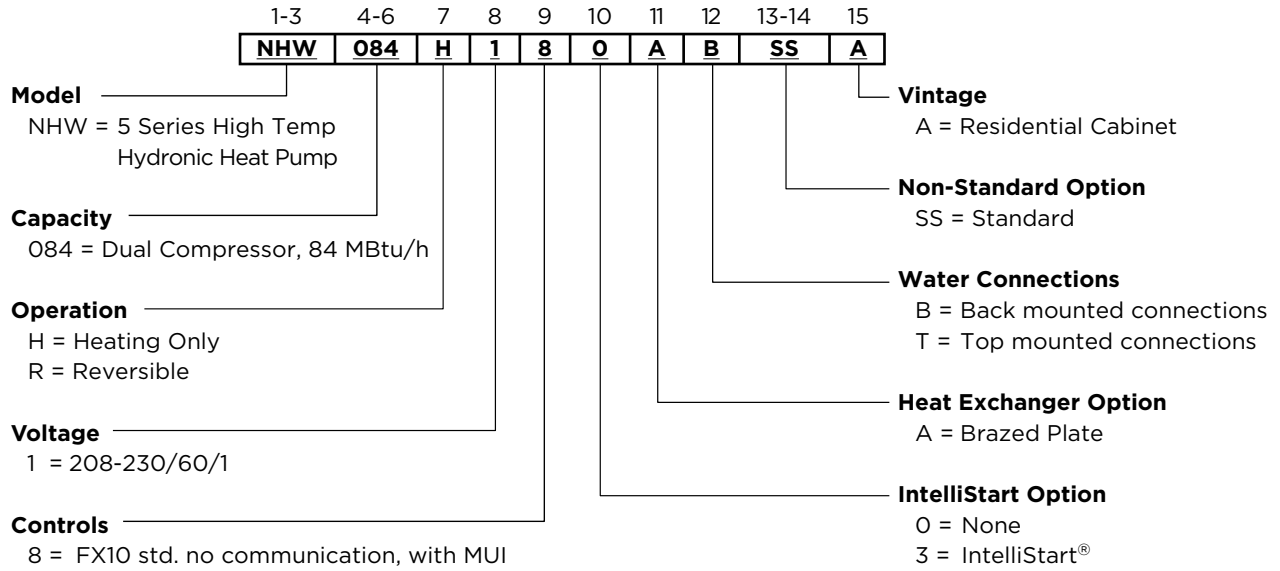 1-3 4-6 7 8 9 10 11 12 13-14 15
NHW 084 H 1 8 0 A B SS A
Model
NHW = 5 Series High Temp
Hydronic Heat Pump
Capacity
084 = Dual Compressor, 84 MBtu/h
Operation
H = Heating Only
R = Reversible
Voltage
1 = 208-230/60/1
Controls
8 = FX10 std. no communication, with MUI
Vintage
A = Residential Cabinet
Non-Standard Option
SS = Standard
Water Connections
B = Back mounted connections
T = Top mounted connections
Heat Exchanger Option
A = Brazed Plate
IntelliStart Option
0 = None
3 = IntelliStart®